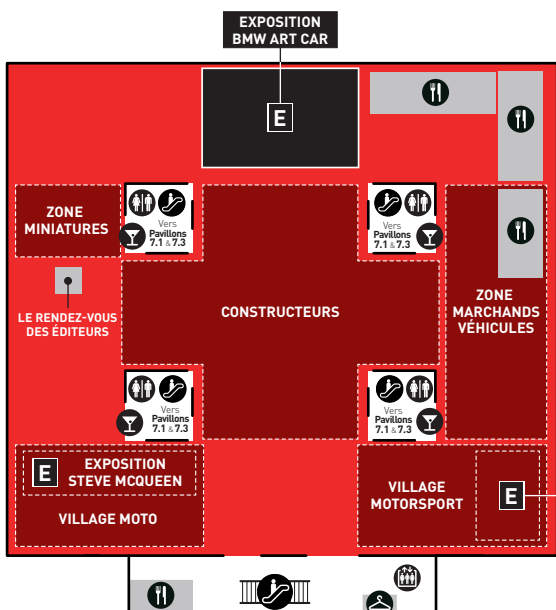 EXPOSITION
BMW ART CAR
E
ZONE
MINIATURES
Vers
Pavillons
7.1 & 7.3
Vers
Pavillons
7.1 & 7.3
LE RENDEZ-VOUS
DES ÉDITEURS
CONSTRUCTEURS
ZONE
MARCHANDS
VÉHICULES
Vers
Pavillons
7.1 & 7.3
Vers
Pavillons
7.1 & 7.3
E
EXPOSITION
STEVE MCQUEEN
VILLAGE MOTO
VILLAGE
MOTORSPORT
E